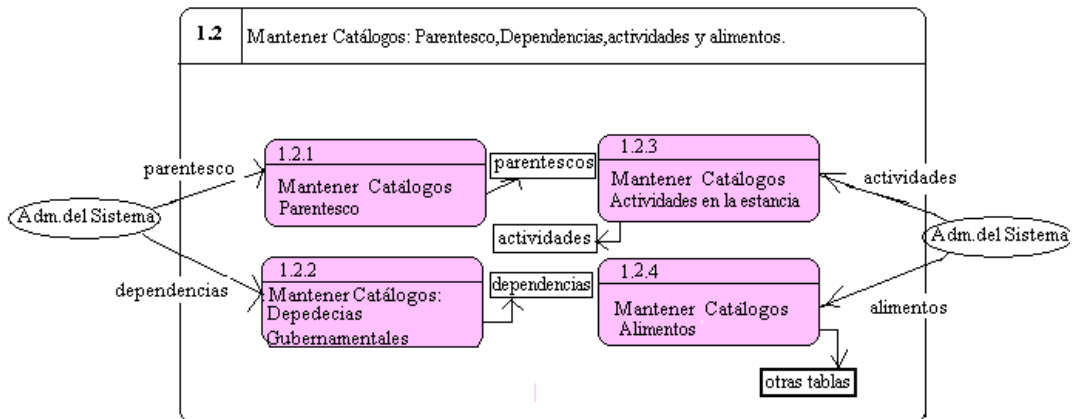 1.2 Mantener Catálogos: Parentesco,Dependencias,actividades y alimentos.
parentesco
1.2.1
Mantener Catálogos
Parentesco
parentescos
1.2.3
Mantener Catálogos
Actividades en la estancia
actividades
Adm.del Sistema
actividades
Adm.del Sistema
dependencias
1.2.2
Mantener Catálogos:
Depedecias
Gubernamentales
dependencias
1.2.4
Mantener Catálogos
Alimentos
alimentos
otras tablas